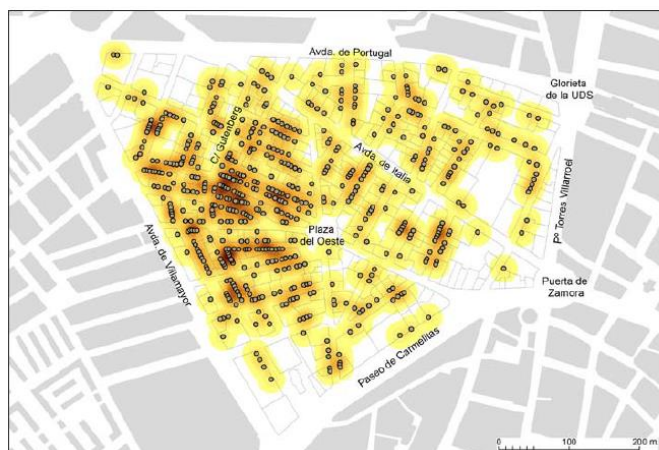 Avda. de Portugal
Glorieta
de la UDS
C/ Gutenberg
Avda. de Italia
Pº Torres Villarroel
Plaza
del Oeste
Avda. de Villamayor
Puerta de
Zamora
Paseo de Carmelitas
0 100 200 m.